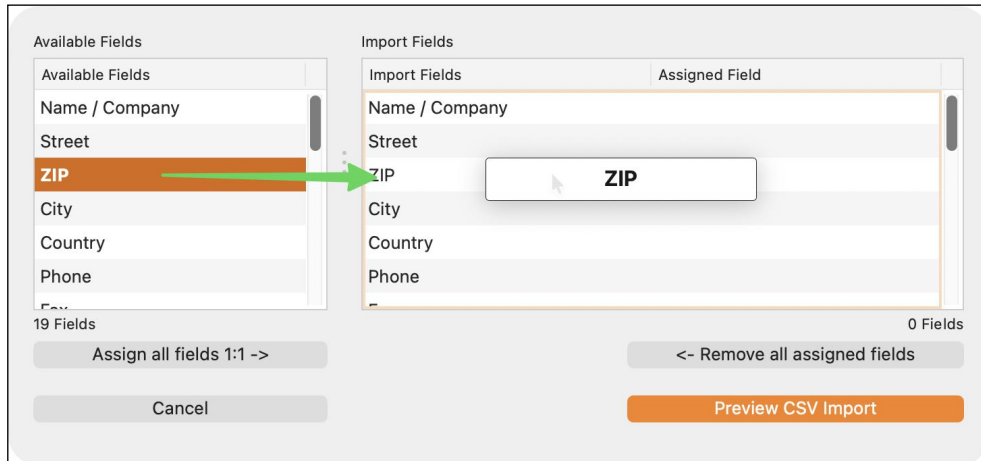 Available Fields
Import Fields
Available Fields
Import Fields Assigned Field
Name / Company
Street
ZIP
City
Country
Phone
Fax
Name / Company
Street
ZIP
ZIP
City
Country
Phone
19 Fields
0 Fields
Assign all fields 1:1 ->
<- Remove all assigned fields
Cancel
Preview CSV Import